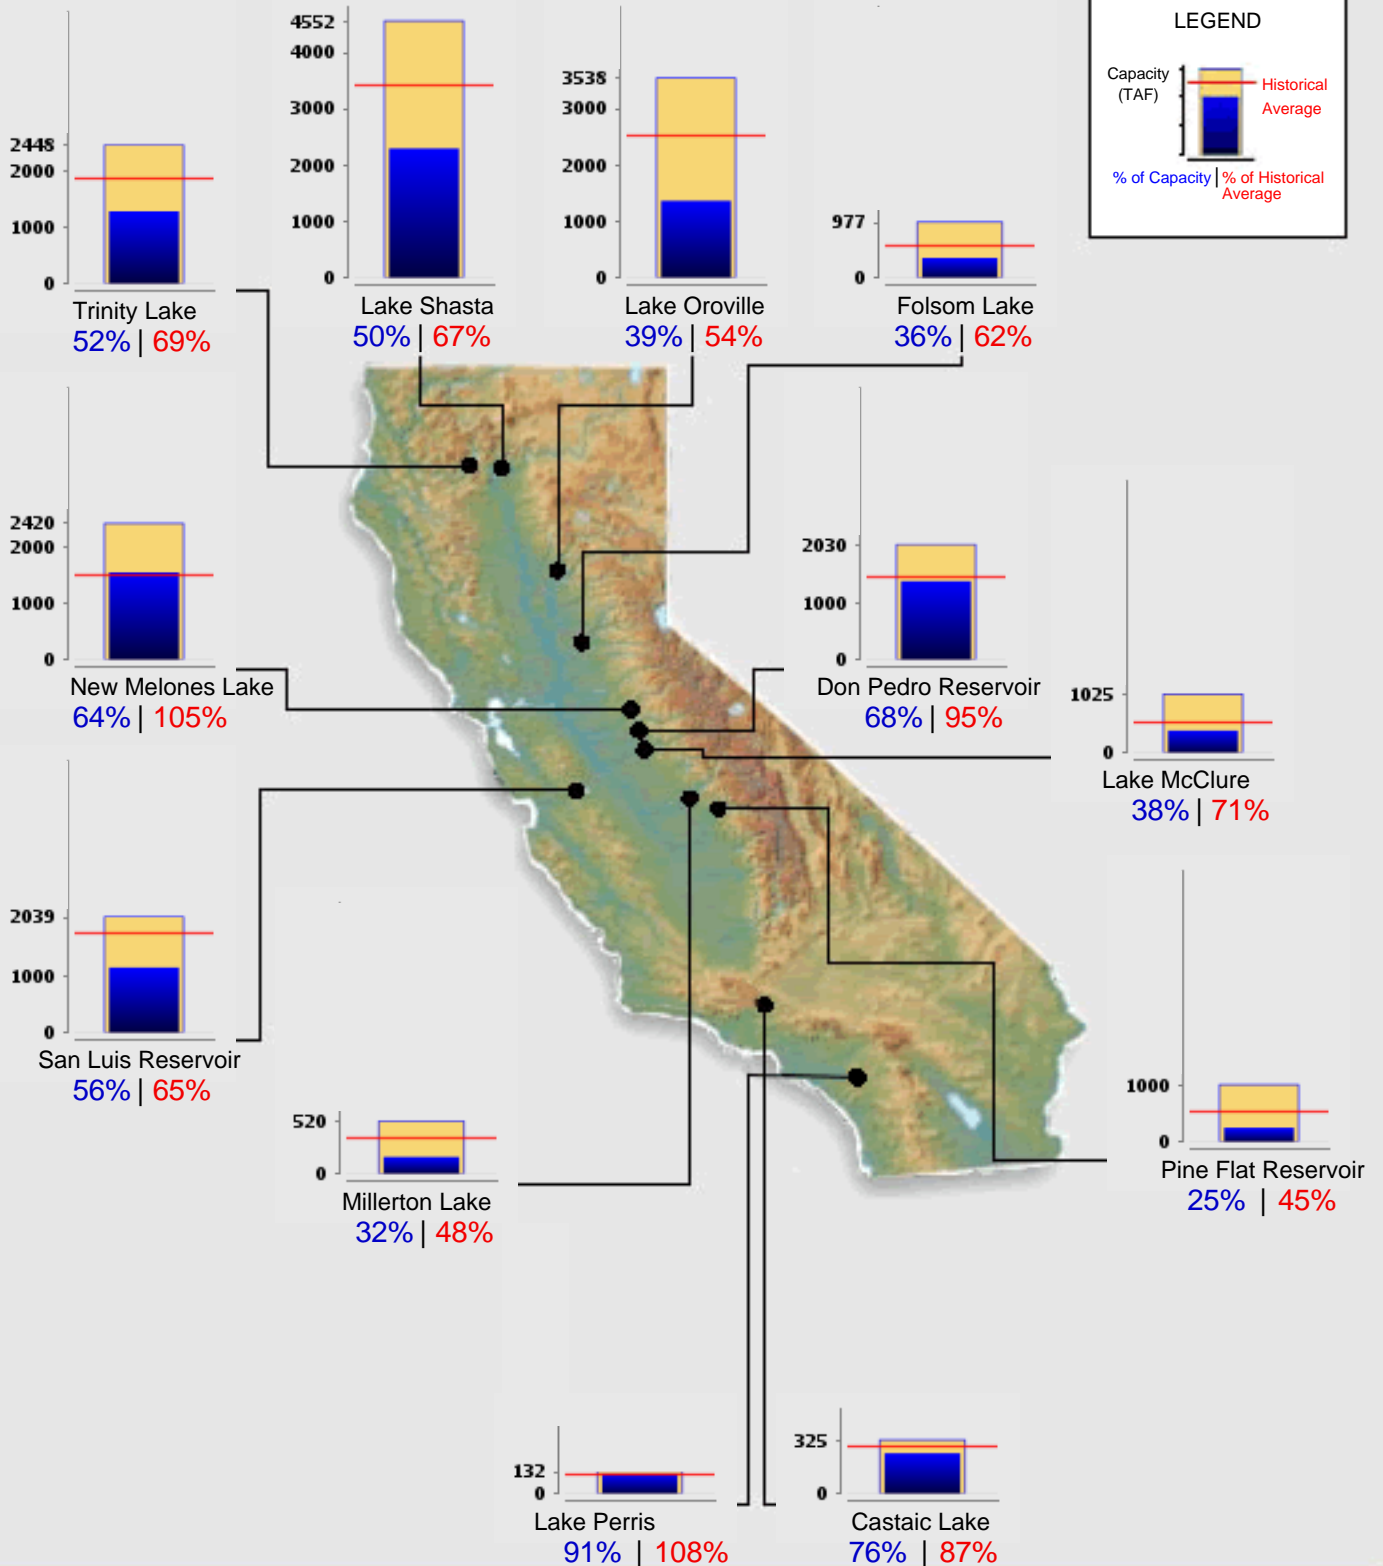 LEGEND
Capacity
(TAF)
Historical
Average
% of Capacity | % of Historical
Average
2448
2000
1000
0
Trinity Lake
52% | 69%
4552
4000
3000
2000
1000
0
Lake Shasta
50% | 67%
3538
3000
2000
1000
0
Lake Oroville
39% | 54%
977
0
Folsom Lake
36% | 62%
2420
2000
1000
0
New Melones Lake
64% | 105%
2030
1000
0
Don Pedro Reservoir
68% | 95%
1025
0
Lake McClure
38% | 71%
2039
1000
0
San Luis Reservoir
56% | 65%
520
0
Millerton Lake
32% | 48%
1000
0
Pine Flat Reservoir
25% | 45%
132
0
Lake Perris
91% | 108%
325
0
Castaic Lake
76% | 87%